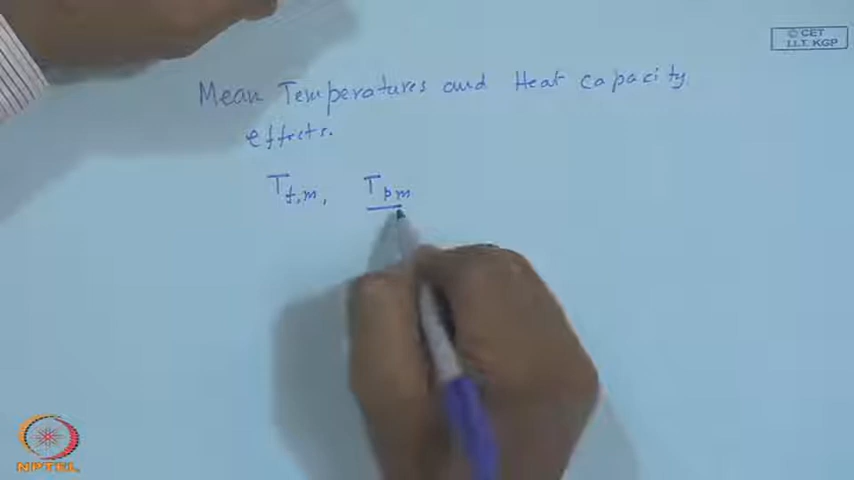 © CET
I.I.T. KGP
Mean Temperatures and Heat capacity
effects.
Tf,m, Tpm
NPTEL